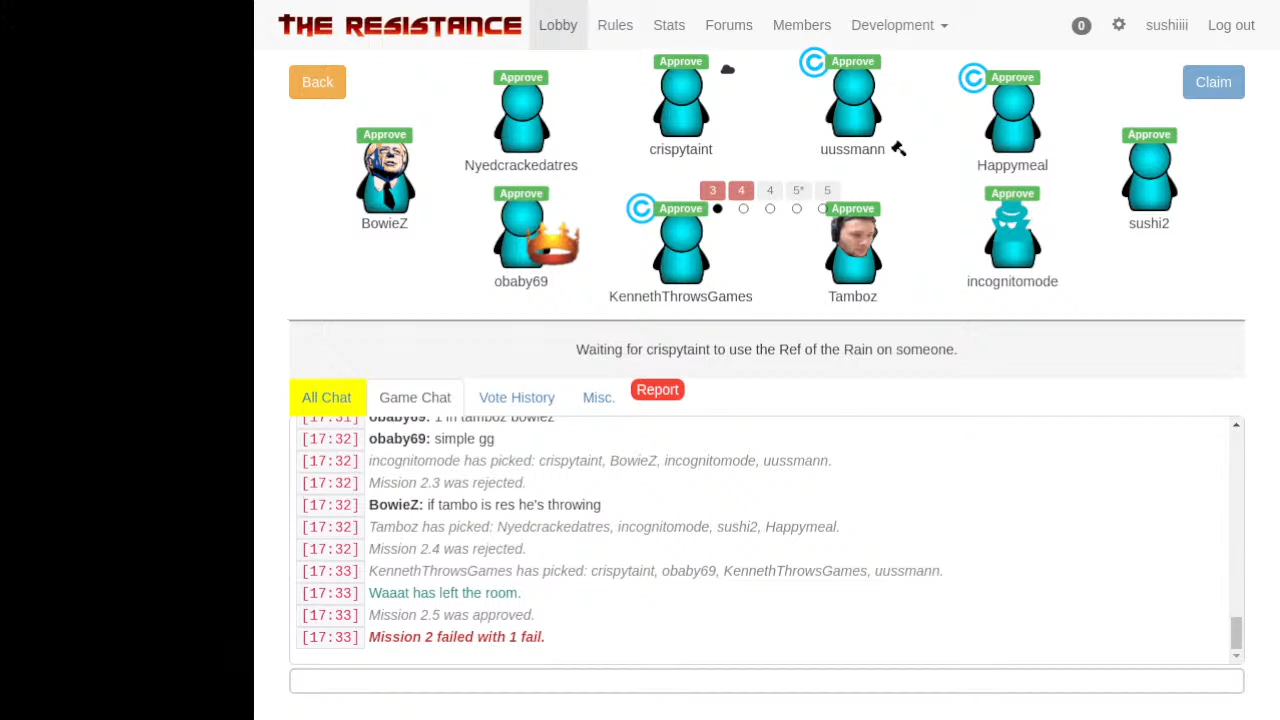 THE RESISTANCE Lobby Rules Stats Forums Members Development 0 sushiiii Log out
Back
Claim
Approve Approve Approve Approve
Nyedcrackedatres crispytaint uussmann Happymeal
Approve Approve
BowieZ sushi2
3 4 4 5* 5
Approve Approve Approve Approve
obaby69 KennethThrowsGames Tamboz incognitomode
Waiting for crispytaint to use the Ref of the Rain on someone.
All Chat Game Chat Vote History Misc. Report
[17:31] obaby69: 1 in tamboz bowiez
[17:32] obaby69: simple gg
[17:32] incognitomode has picked: crispytaint, BowieZ, incognitomode, uussmann.
[17:32] Mission 2.3 was rejected.
[17:32] BowieZ: if tambo is res he's throwing
[17:32] Tamboz has picked: Nyedcrackedatres, incognitomode, sushi2, Happymeal.
[17:32] Mission 2.4 was rejected.
[17:33] KennethThrowsGames has picked: crispytaint, obaby69, KennethThrowsGames, uussmann.
[17:33] Waaat has left the room.
[17:33] Mission 2.5 was approved.
[17:33] Mission 2 failed with 1 fail.